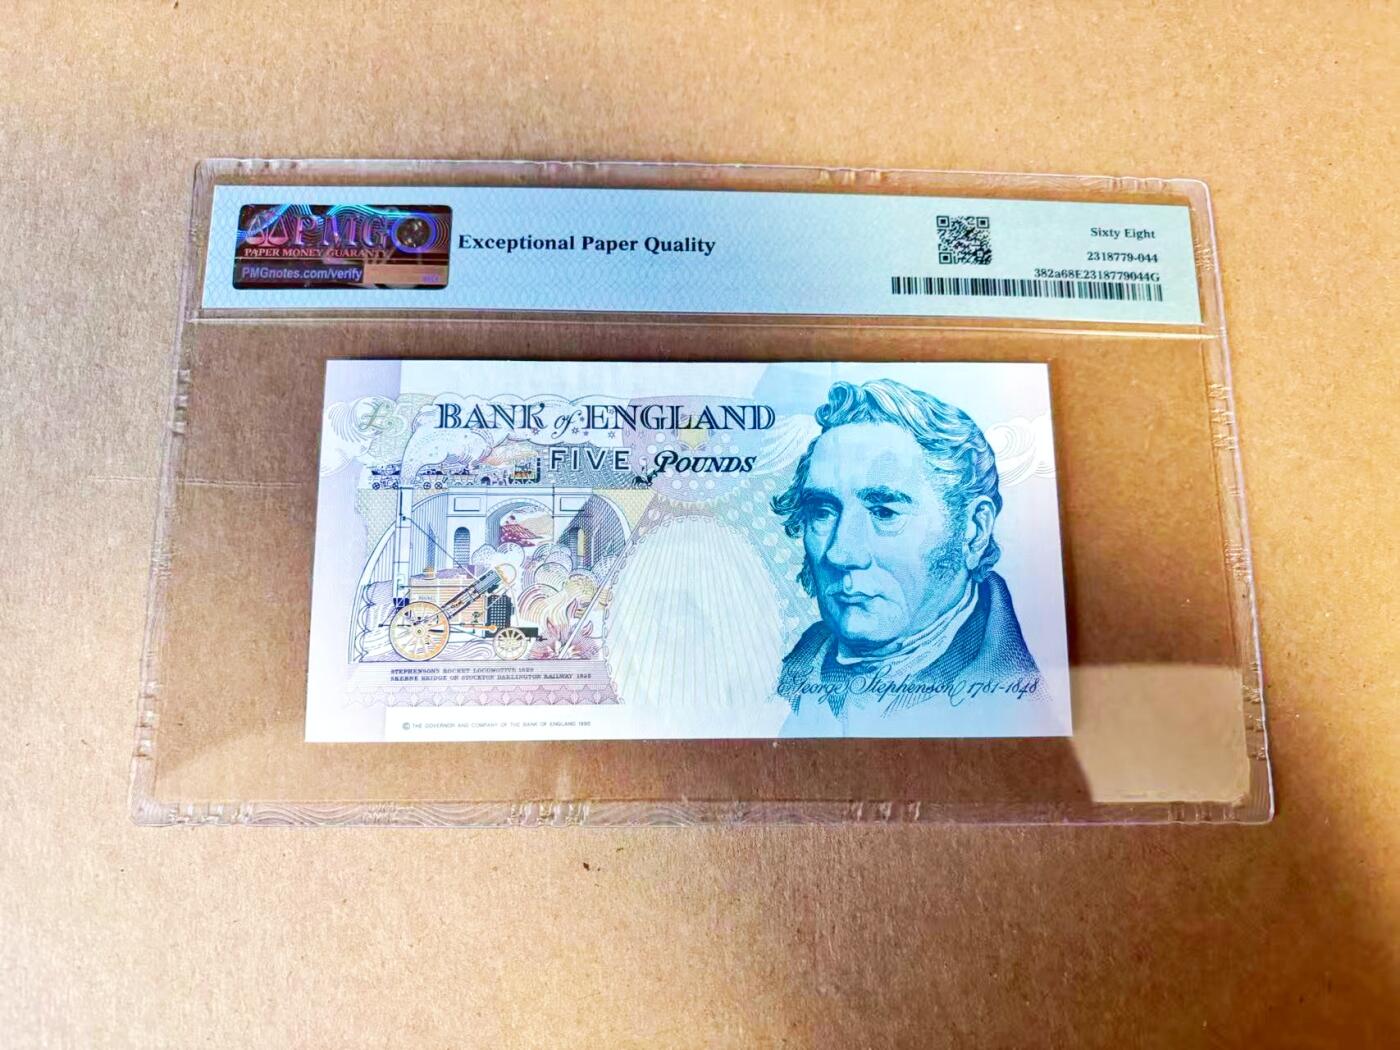 PMG
PAPER MONEY GUARANTY
PMGnotes.com/verify
Exceptional Paper Quality
Sixty Eight
2318779-044
382a68E2318779044G
£5
BANK of ENGLAND
FIVE POUNDS
STEPHENSON'S ROCKET LOCOMOTIVE 1829
SKERNE BRIDGE ON STOCKTON DARLINGTON RAILWAY 1825
George Stephenson 1781-1848
© THE GOVERNOR AND COMPANY OF THE BANK OF ENGLAND 1990